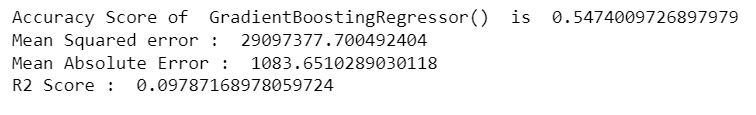 Accuracy Score of  GradientBoostingRegressor()  is  0.5474009726897979
Mean Squared error :  29097377.700492404
Mean Absolute Error :  1083.6510289030118
R2 Score :  0.09787168978059724